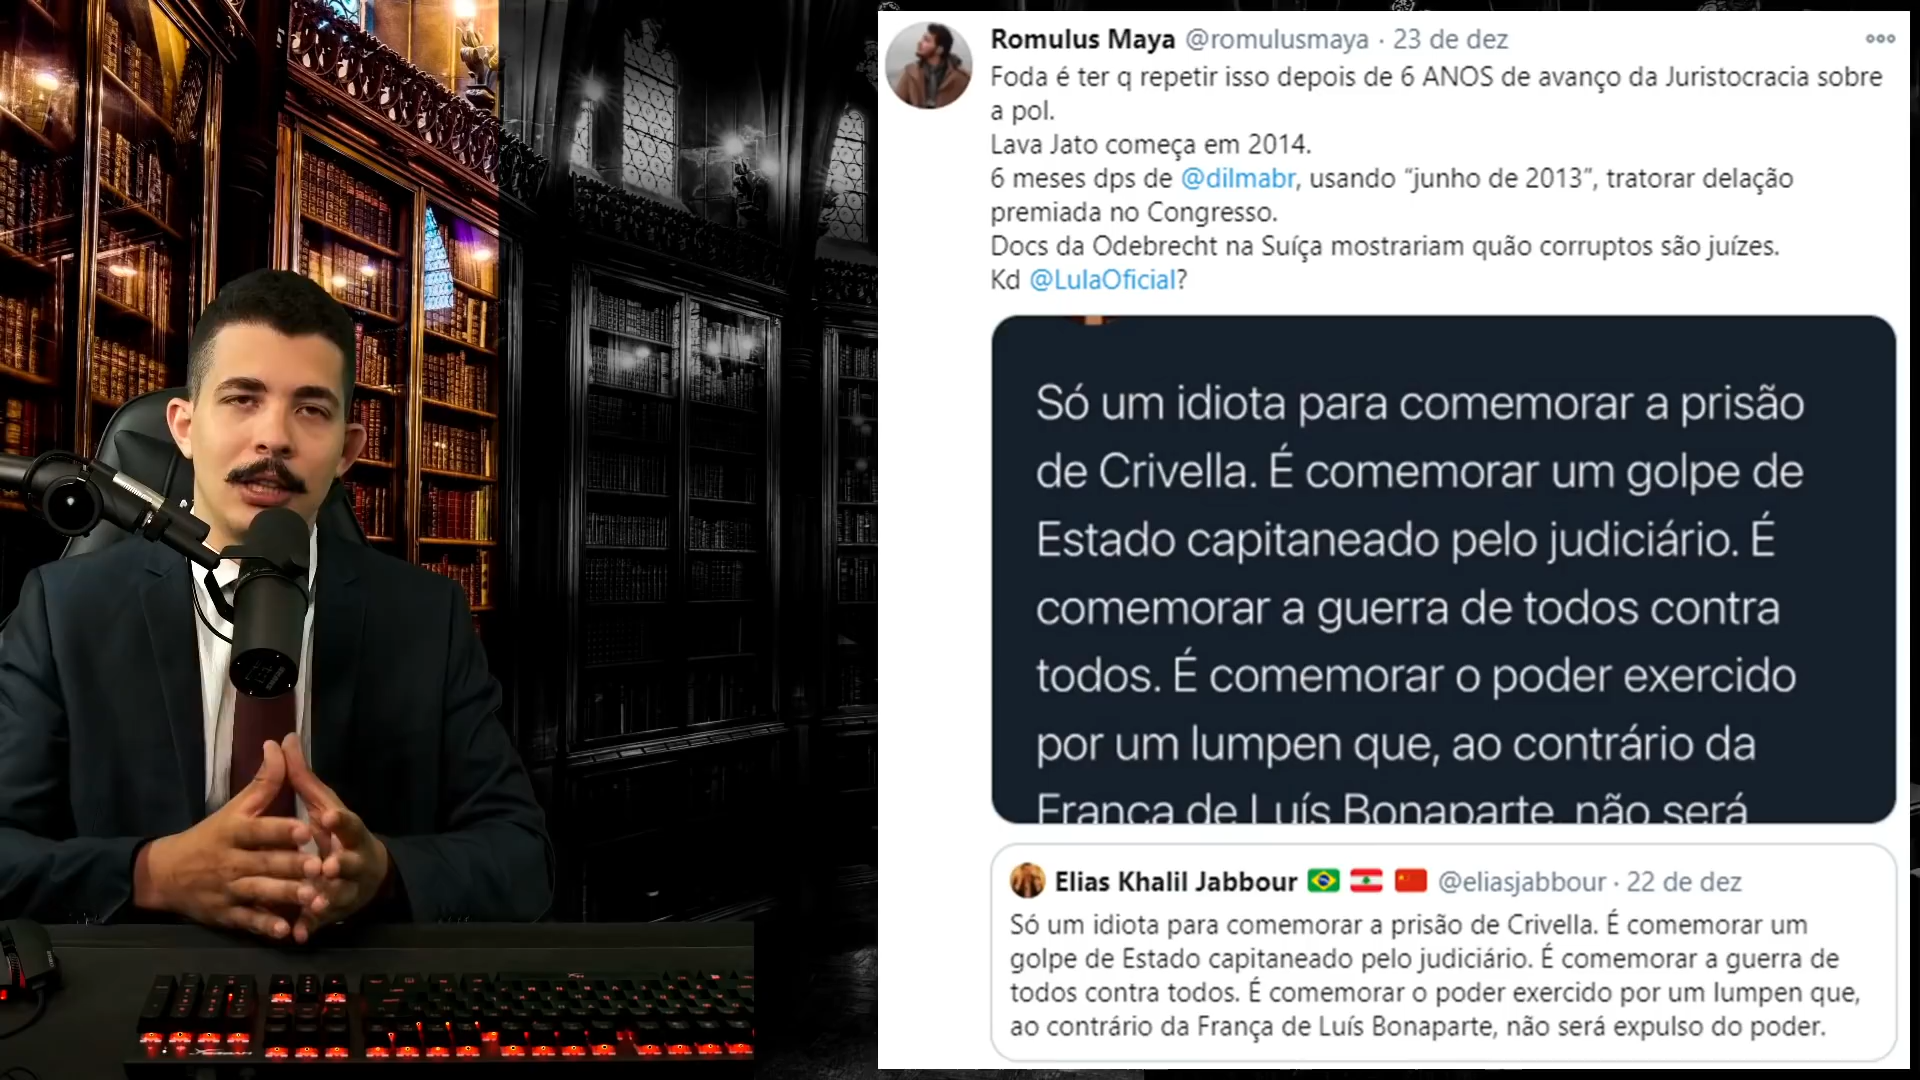 Romulus Maya @romulusmaya · 23 de dez
Foda é ter q repetir isso depois de 6 ANOS de avanço da Juristocracia sobre
a pol.
Lava Jato começa em 2014.
6 meses dps de @dilmabr, usando “junho de 2013”, tratorar delação
premiada no Congresso.
Docs da Odebrecht na Suíça mostrariam quão corruptos são juízes.
Kd @LulaOficial?
Só um idiota para comemorar a prisão
de Crivella. É comemorar um golpe de
Estado capitaneado pelo judiciário. É
comemorar a guerra de todos contra
todos. É comemorar o poder exercido
por um lumpen que, ao contrário da
França de Luís Bonaparte, não será
Elias Khalil Jabbour @eliasjabbour · 22 de dez
Só um idiota para comemorar a prisão de Crivella. É comemorar um
golpe de Estado capitaneado pelo judiciário. É comemorar a guerra de
todos contra todos. É comemorar o poder exercido por um lumpen que,
ao contrário da França de Luís Bonaparte, não será expulso do poder.